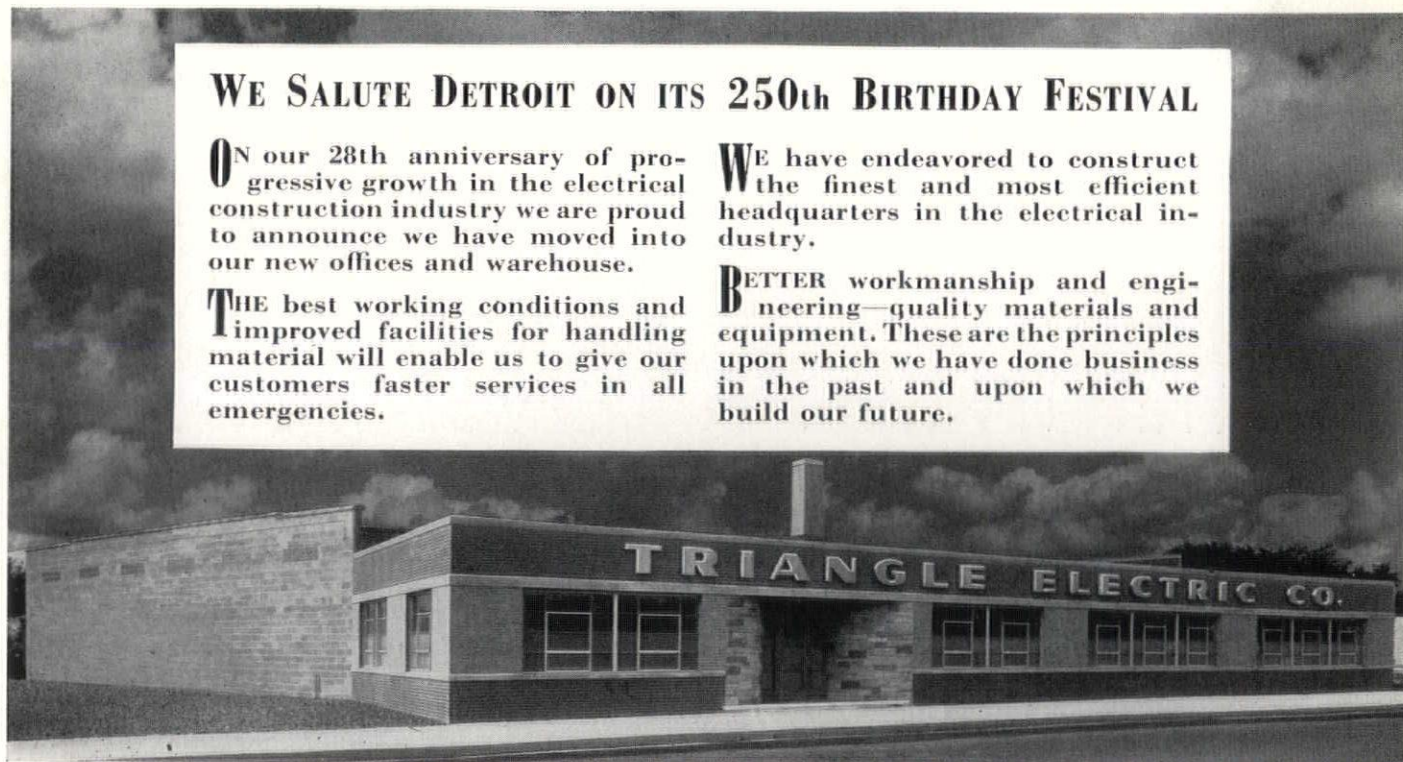 WE SALUTE DETROIT ON ITS 250th BIRTHDAY FESTIVAL
ON our 28th anniversary of pro-
gressive growth in the electrical
construction industry we are proud
to announce we have moved into
our new offices and warehouse.
THE best working conditions and
improved facilities for handling
material will enable us to give our
customers faster services in all
emergencies.
WE have endeavored to construct
the finest and most efficient
headquarters in the electrical in-
dustry.
BETTER workmanship and engi-
neering—quality materials and
equipment. These are the principles
upon which we have done business
in the past and upon which we
build our future.
TRIANGLE ELECTRIC CO.